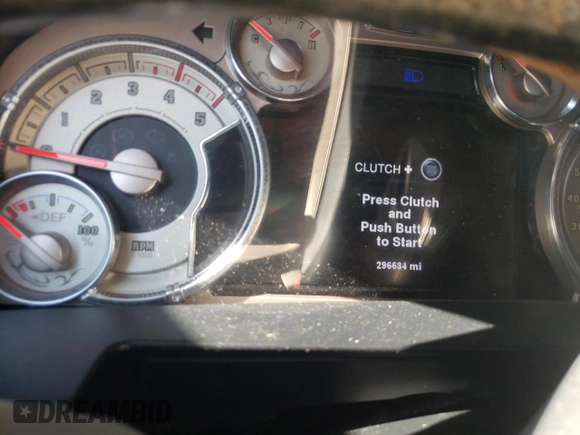 C H
1 2 3 4 5
0
DEF
100
%
RPM
x1000
CLUTCH +
Press Clutch
and
Push Button
to Start
296634 mi
DREAMBID